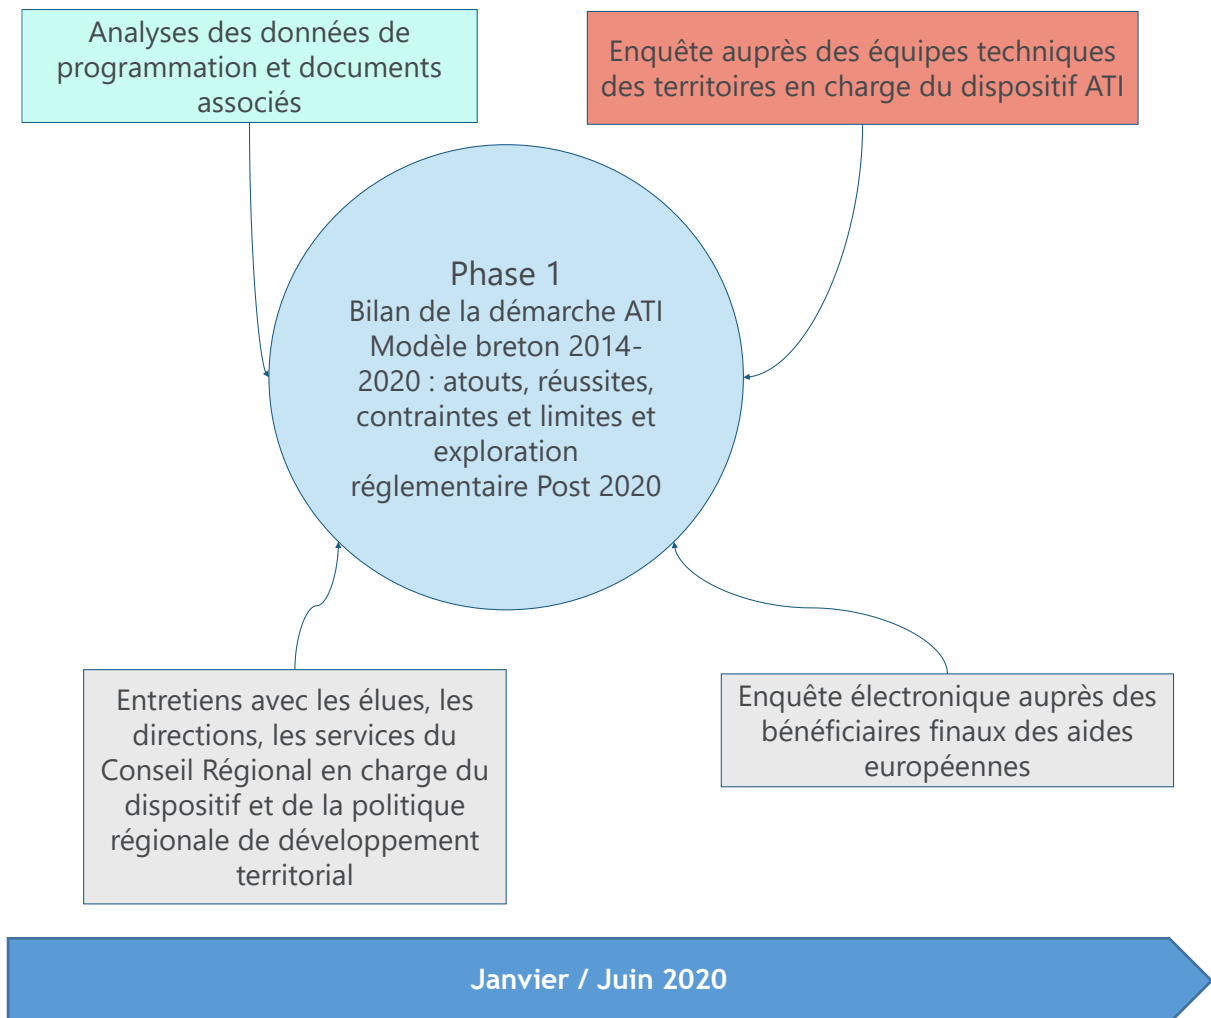 Analyses des données de
programmation et documents
associés
Enquête auprès des équipes techniques
des territoires en charge du dispositif ATI
Phase 1
Bilan de la démarche ATI
Modèle breton 2014-
2020 : atouts, réussites,
contraintes et limites et
exploration
réglementaire Post 2020
Entretiens avec les élues, les
directions, les services du
Conseil Régional en charge du
dispositif et de la politique
régionale de développement
territorial
Enquête électronique auprès des
bénéficiaires finaux des aides
européennes
Janvier / Juin 2020